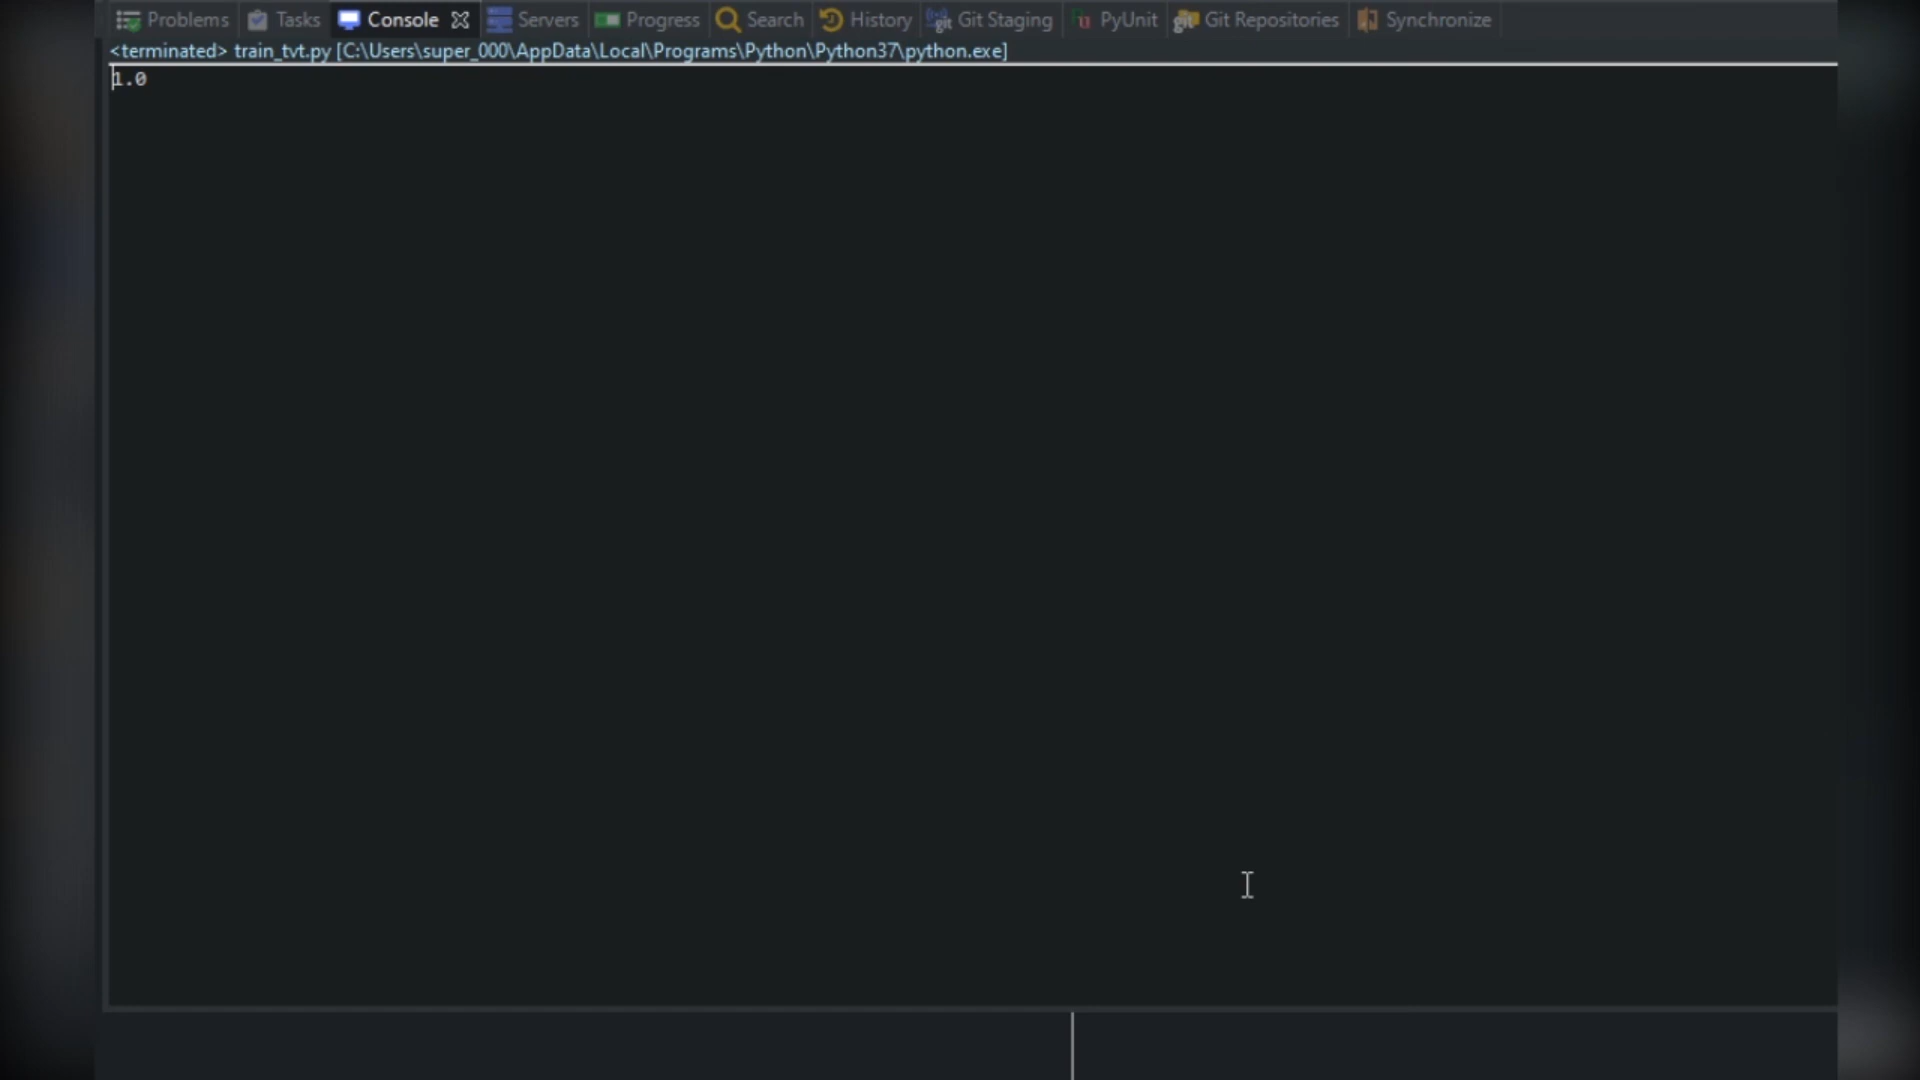 Problems Tasks Console Servers Progress Search History Git Staging PyUnit Git Repositories Synchronize
<terminated> train_tvt.py [C:\Users\super_000\AppData\Local\Programs\Python\Python37\python.exe]
1.0